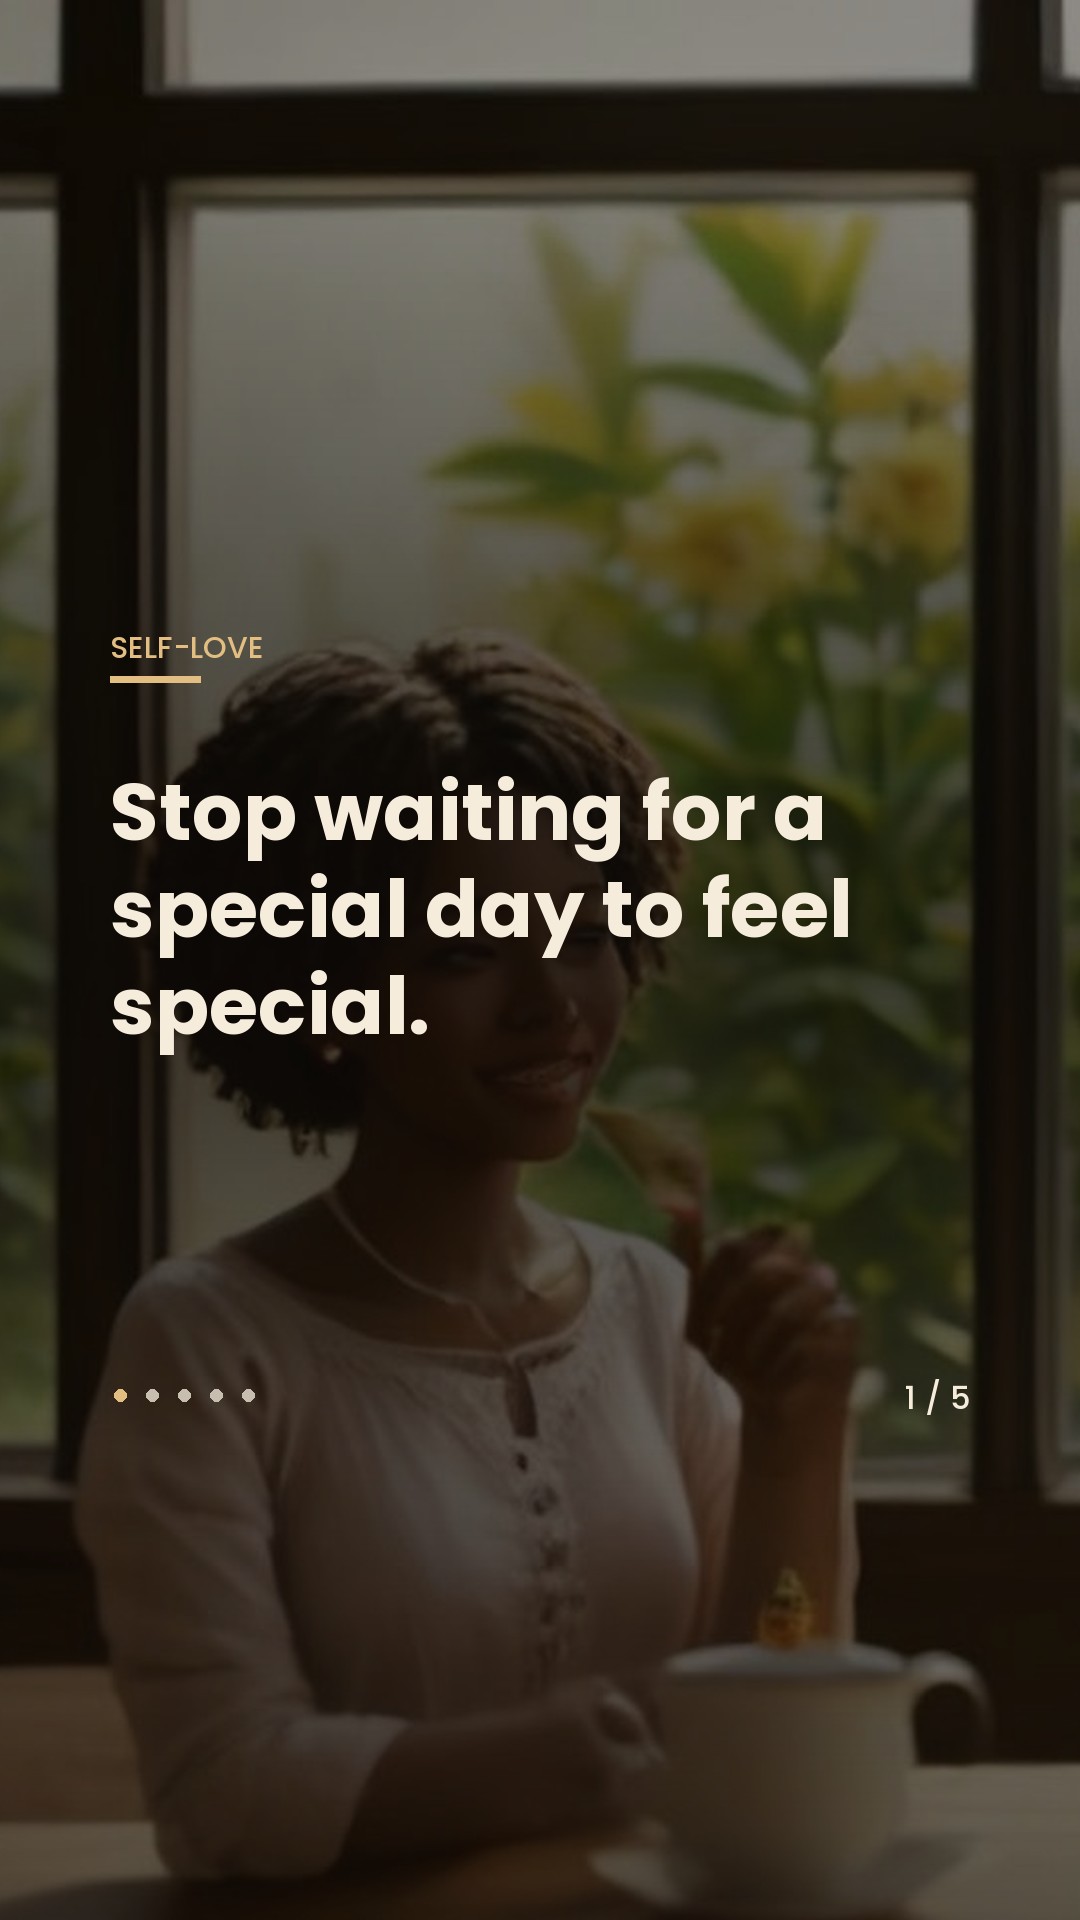 SELF-LOVE
Stop waiting for a
special day to feel
special.
1 / 5